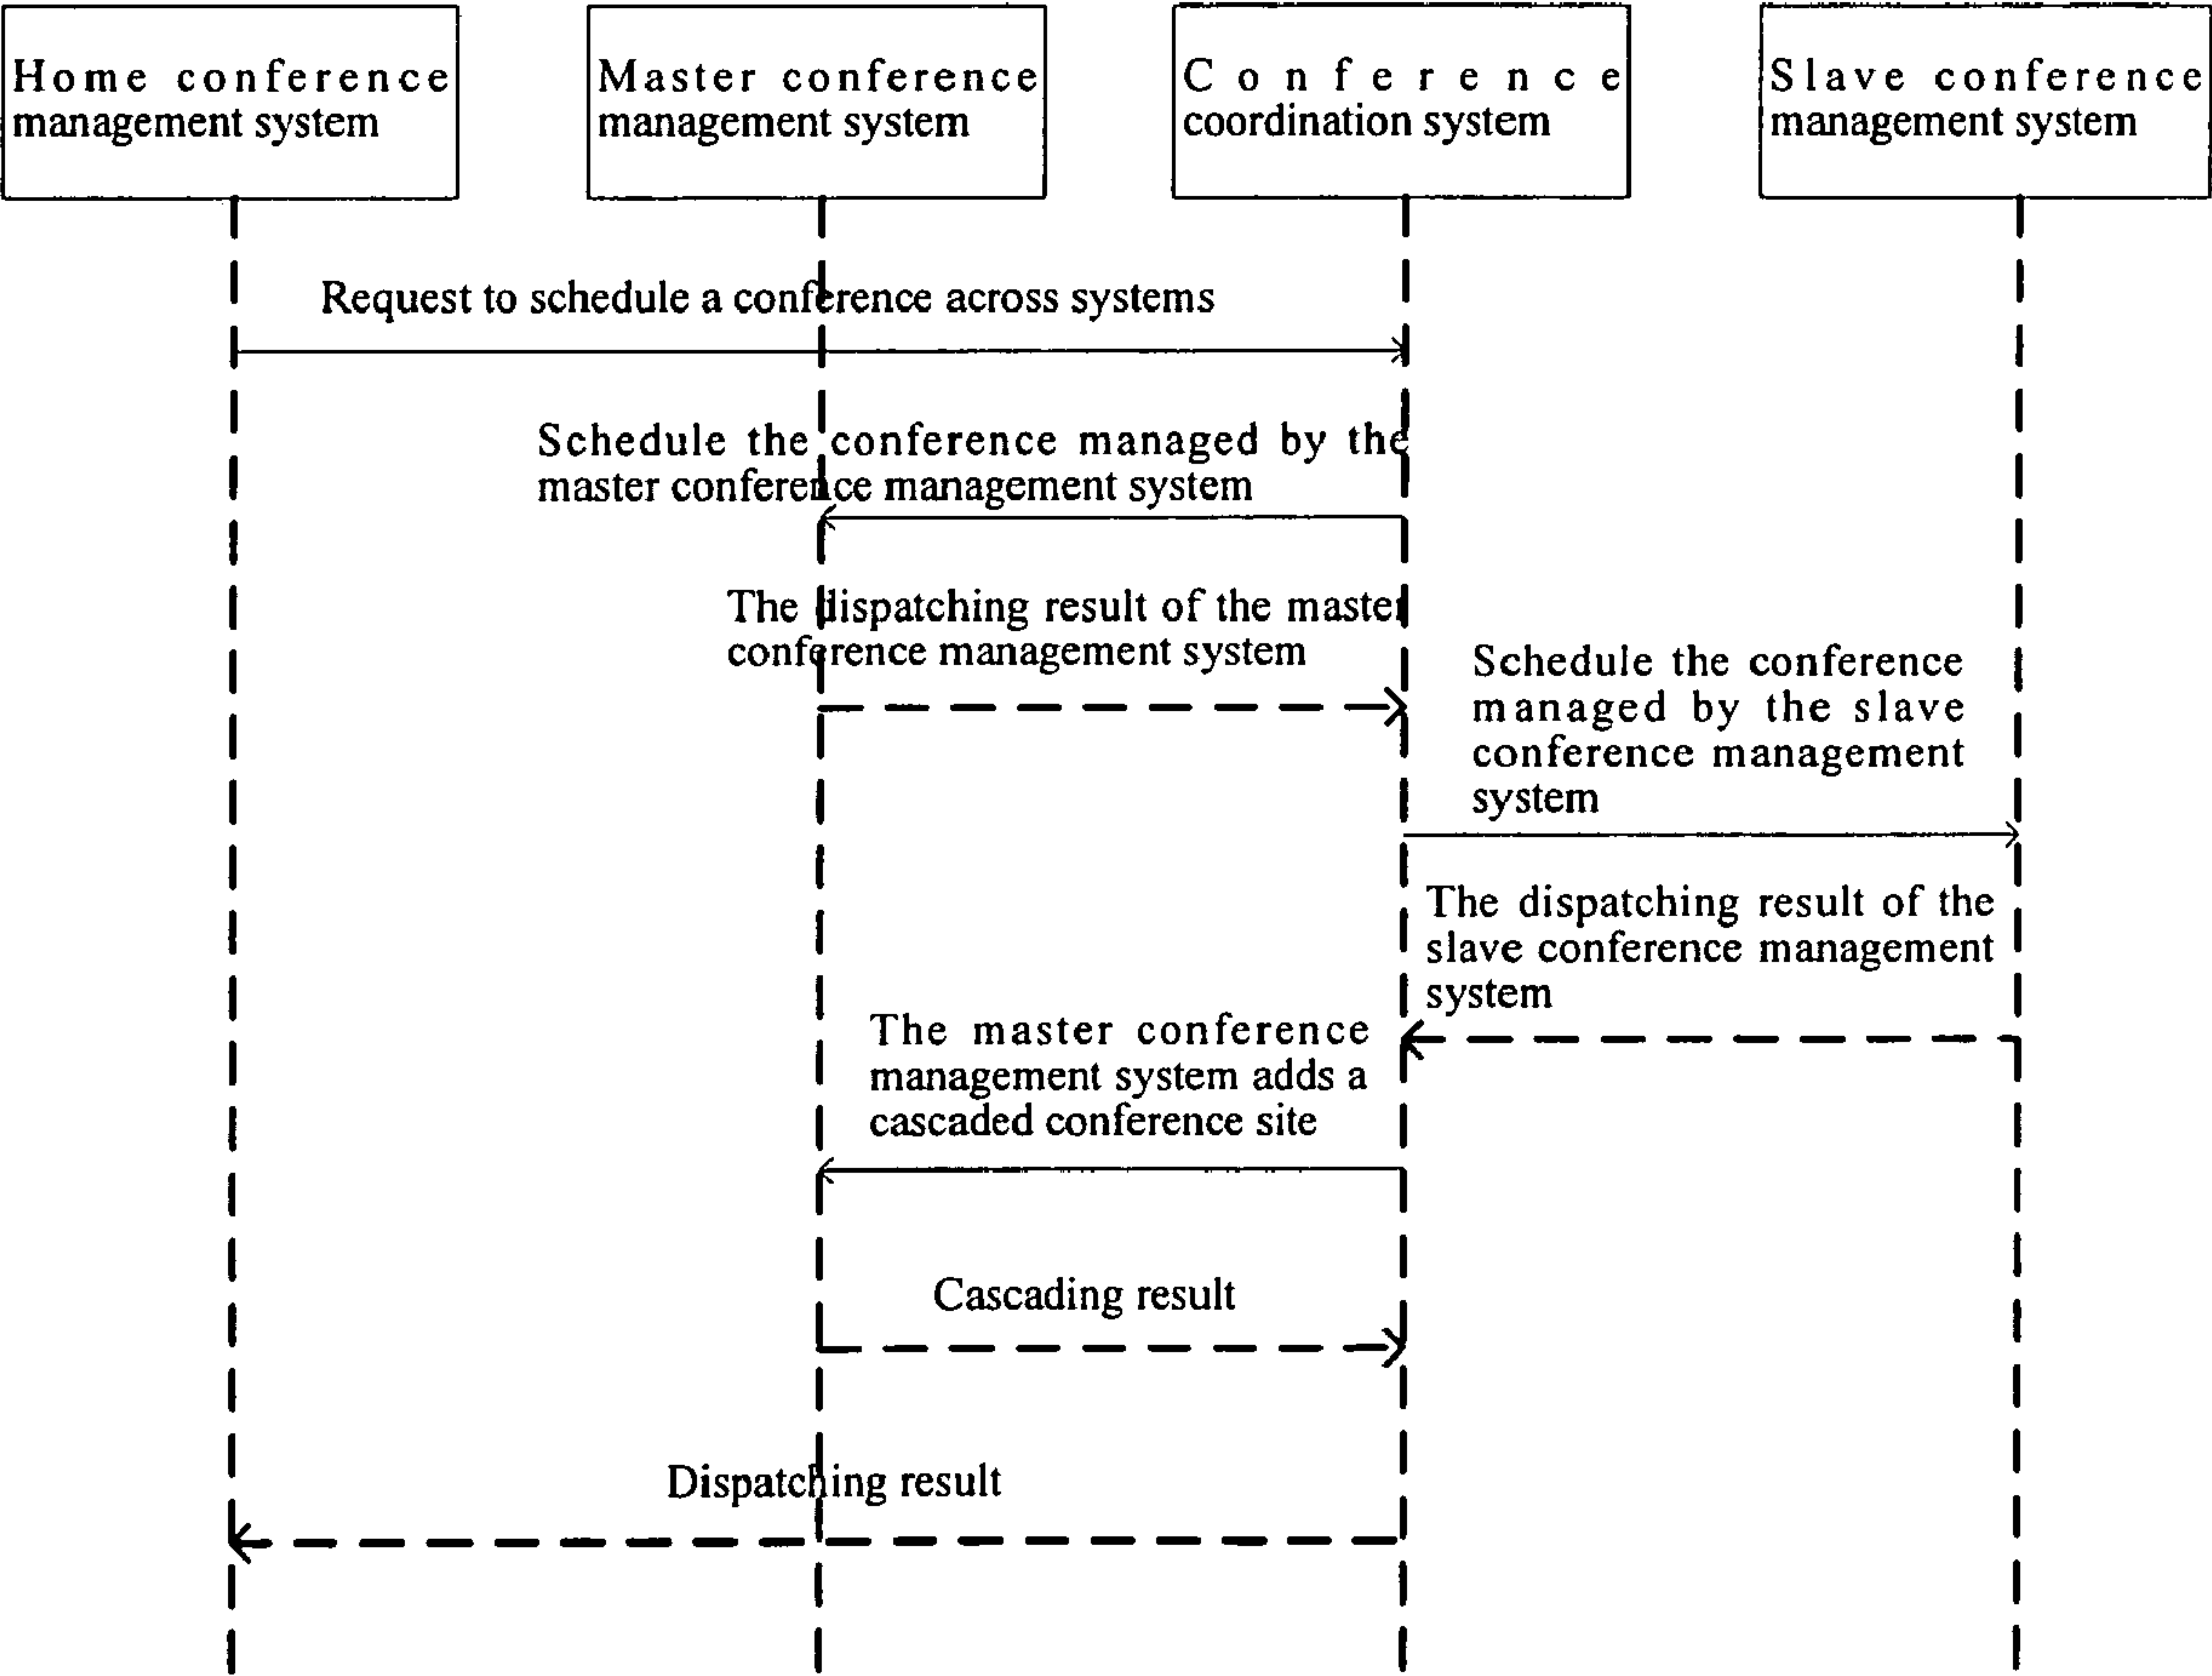 Home conference
management system
Master conference
management system
Conference
coordination system
Slave conference
management system
Request to schedule a conference across systems
Schedule the conference managed by the
master conference management system
The dispatching result of the master
conference management system
Schedule the conference
managed by the slave
conference management
system
The dispatching result of the
slave conference management
system
The master conference
management system adds a
cascaded conference site
Cascading result
Dispatching result